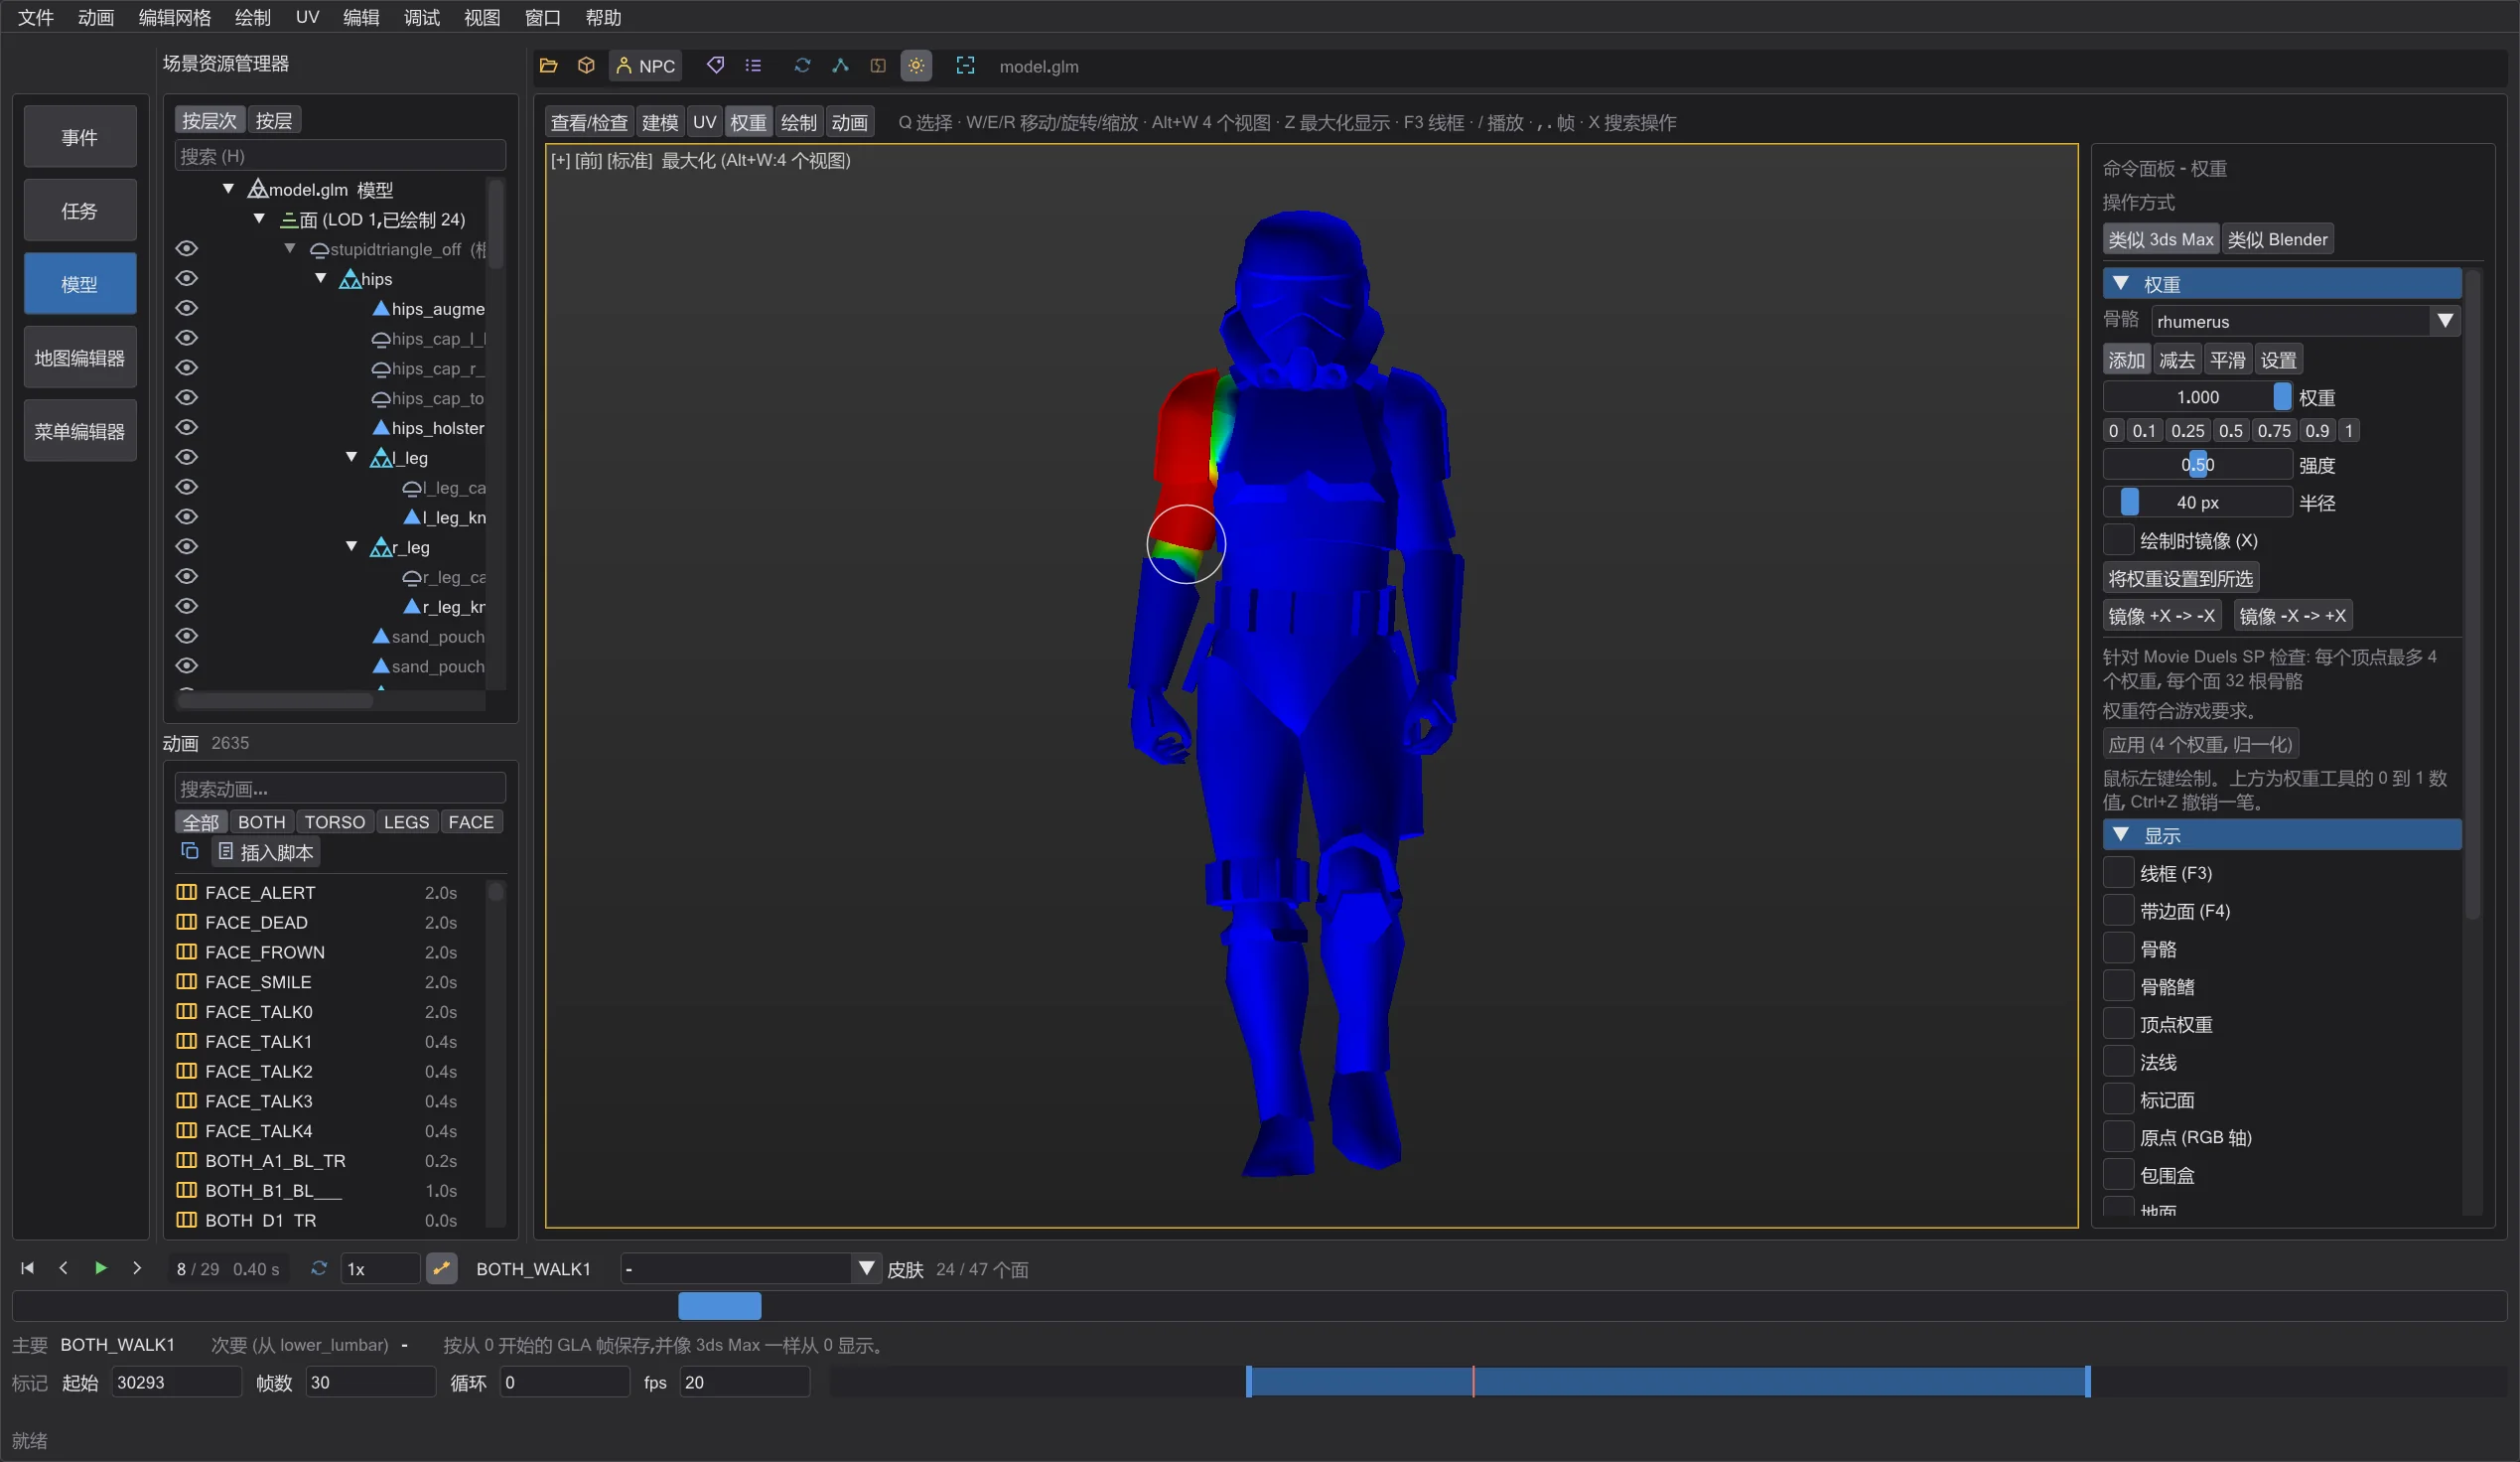 文件 动画 编辑网格 绘制 UV 编辑 调试 视图 窗口 帮助
场景资源管理器
NPC model.glm
事件
任务
模型
地图编辑器
菜单编辑器
按层次 按层
搜索 (H)
model.glm 模型
面 (LOD 1,已绘制 24)
stupidtriangle_off
hips
hips_augme
hips_cap_l_l
hips_cap_r_
hips_cap_to
hips_holster
l_leg
l_leg_ca
l_leg_kn
r_leg
r_leg_ca
r_leg_kn
sand_pouch
sand_pouch
动画 2635
搜索动画...
全部 BOTH TORSO LEGS FACE
插入脚本
FACE_ALERT 2.0s
FACE_DEAD 2.0s
FACE_FROWN 2.0s
FACE_SMILE 2.0s
FACE_TALK0 2.0s
FACE_TALK1 0.4s
FACE_TALK2 0.4s
FACE_TALK3 0.4s
FACE_TALK4 0.4s
BOTH_A1_BL_TR 0.2s
BOTH_B1_BL___ 1.0s
BOTH_D1_TR 0.0s
查看/检查 建模 UV 权重 绘制 动画 Q 选择 · W/E/R 移动/旋转/缩放 · Alt+W 4 个视图 · Z 最大化显示 · F3 线框 · / 播放 · , . 帧 · X 搜索操作
[+] [前] [标准] 最大化 (Alt+W:4 个视图)
命令面板 - 权重
操作方式
类似 3ds Max 类似 Blender
权重
骨骼 rhumerus
添加 减去 平滑 设置
1.000 权重
0 0.1 0.25 0.5 0.75 0.9 1
0.50 强度
40 px 半径
绘制时镜像 (X)
将权重设置到所选
镜像 +X -> -X 镜像 -X -> +X
针对 Movie Duels SP 检查: 每个顶点最多 4
个权重, 每个面 32 根骨骼
权重符合游戏要求。
应用 (4 个权重, 归一化)
鼠标左键绘制。上方为权重工具的 0 到 1 数
值, Ctrl+Z 撤销一笔。
显示
线框 (F3)
带边面 (F4)
骨骼
骨骼鳍
顶点权重
法线
标记面
原点 (RGB 轴)
包围盒
地面
8 / 29 0.40 s 1x BOTH_WALK1 - 皮肤 24 / 47 个面
主要 BOTH_WALK1 次要 (从 lower_lumbar) - 按从 0 开始的 GLA 帧保存,并像 3ds Max 一样从 0 显示。
标记 起始 30293 帧数 30 循环 0 fps 20
就绪